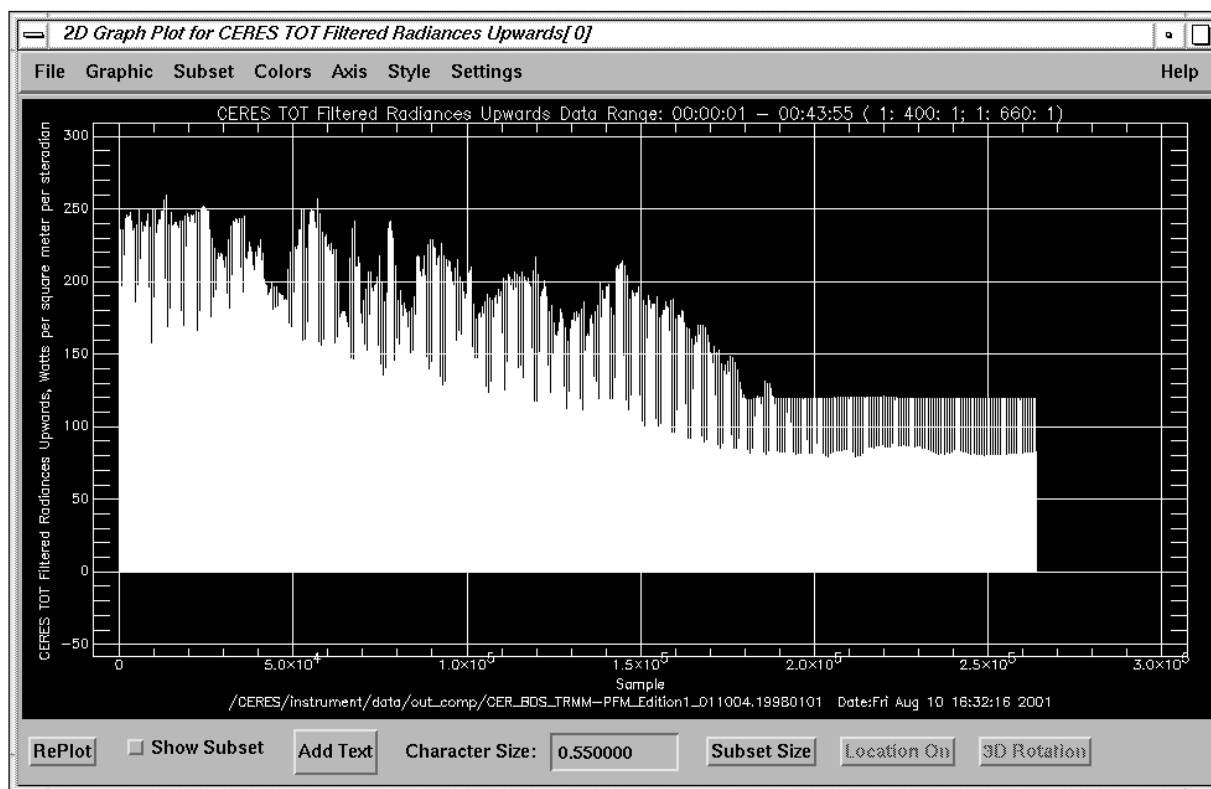 2D Graph Plot for CERES TOT Filtered Radiances Upwards[0]
File Graphic Subset Colors Axis Style Settings Help
CERES TOT Filtered Radiances Upwards Data Range: 00:00:01 – 00:43:55 ( 1: 400: 1; 1: 660: 1)
CERES TOT Filtered Radiances Upwards, Watts per square meter per steradian
300
250
200
150
100
50
0
−50
0 5.0×10⁴ 1.0×10⁵ 1.5×10⁵ 2.0×10⁵ 2.5×10⁵ 3.0×10⁵
Sample
/CERES/instrument/data/out_comp/CER_BDS_TRMM–PFM_Edition1_011004.19980101 Date:Fri Aug 10 16:32:16 2001
RePlot Show Subset Add Text Character Size: 0.550000 Subset Size Location On 3D Rotation